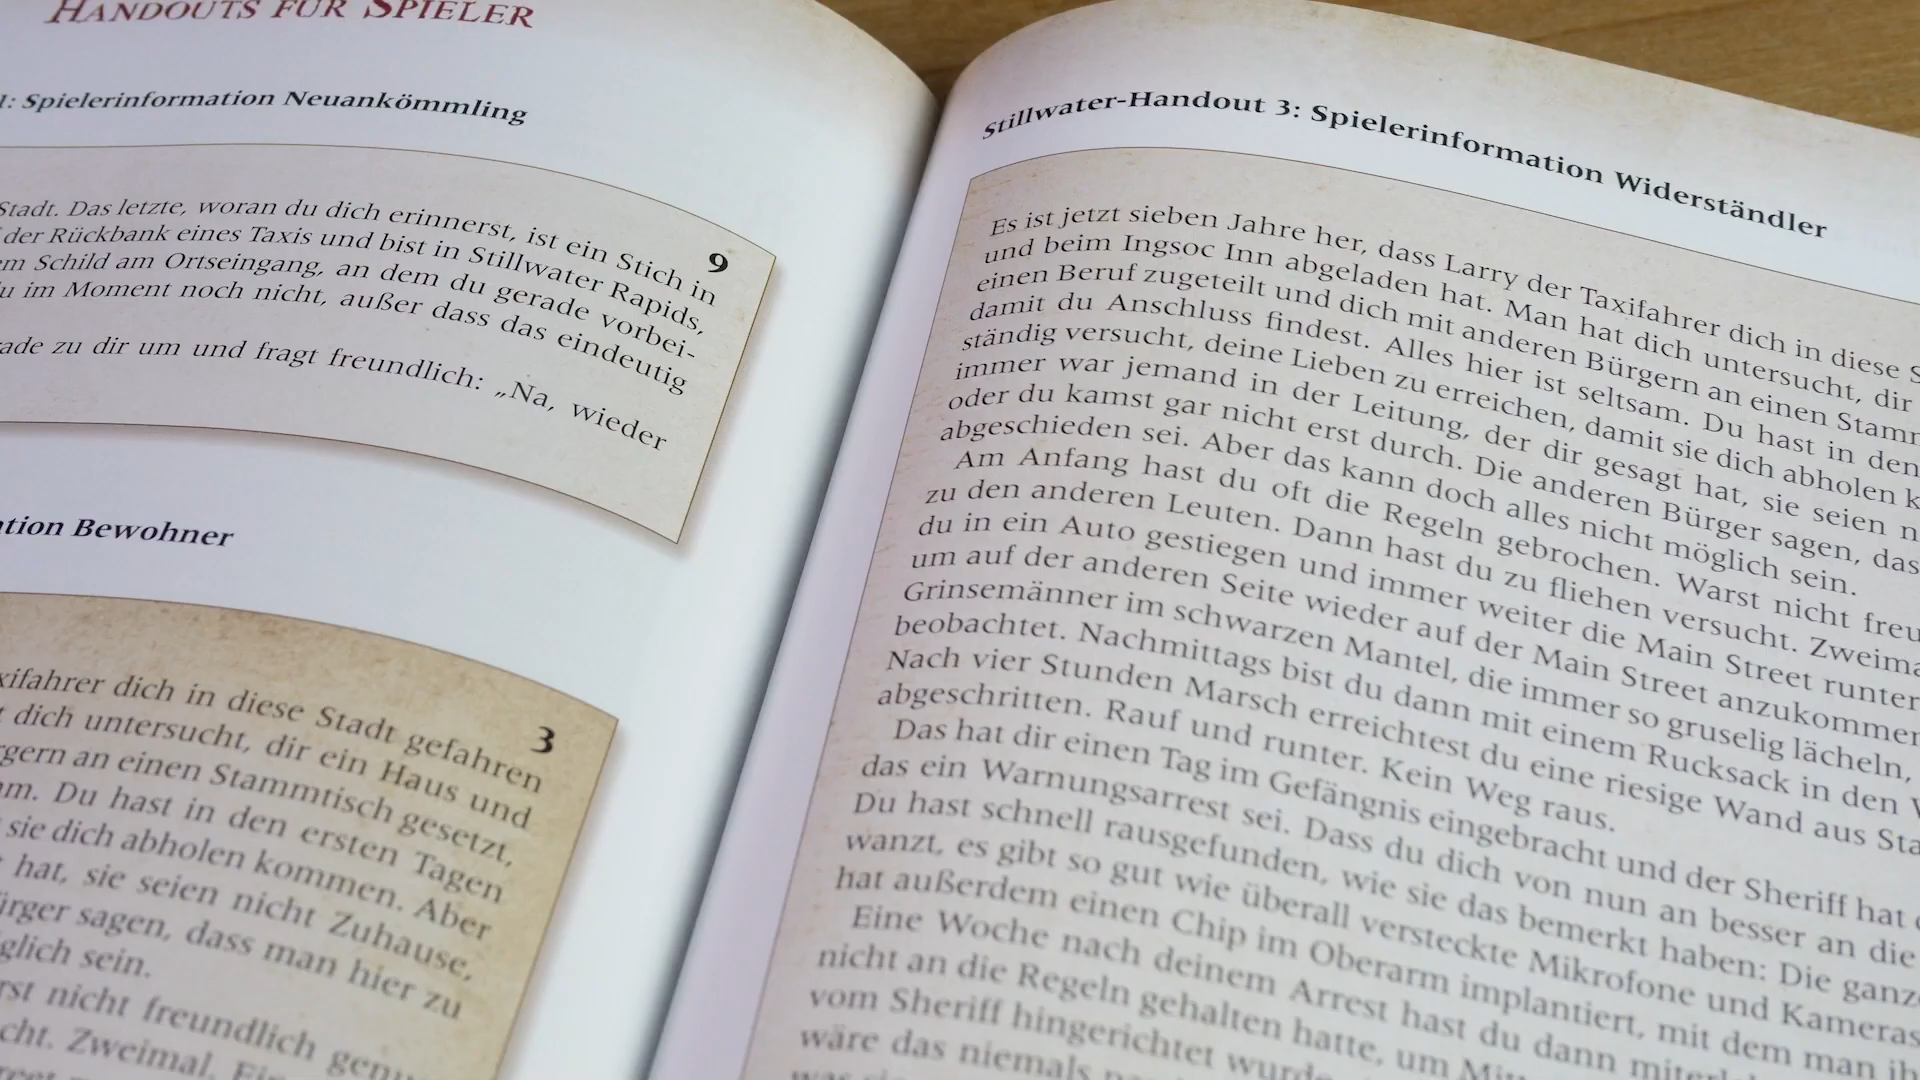 HANDOUTS FÜR SPIELER
1: Spielerinformation Neuankömmling
9
Stadt. Das letzte, woran du dich erinnerst, ist ein Stich in
der Rückbank eines Taxis und bist in Stillwater Rapids,
em Schild am Ortseingang, an dem du gerade vorbei-
u im Moment noch nicht, außer dass das eindeutig
ade zu dir um und fragt freundlich: „Na, wieder
ation Bewohner
3
xifahrer dich in diese Stadt gefahren
t dich untersucht, dir ein Haus und
rgern an einen Stammtisch gesetzt,
am. Du hast in den ersten Tagen
sie dich abholen kommen. Aber
t hat, sie seien nicht Zuhause,
ürger sagen, dass man hier zu
glich sein.
rst nicht freundlich genu
cht. Zweimal.
Stillwater-Handout 3: Spielerinformation Widerständler
Es ist jetzt sieben Jahre her, dass Larry der Taxifahrer dich in diese S
und beim Ingsoc Inn abgeladen hat. Man hat dich untersucht, dir
einen Beruf zugeteilt und dich mit anderen Bürgern an einen Stamm
damit du Anschluss findest. Alles hier ist seltsam. Du hast in den
ständig versucht, deine Lieben zu erreichen, damit sie dich abholen k
immer war jemand in der Leitung, der dir gesagt hat, sie seien n
oder du kamst gar nicht erst durch. Die anderen Bürger sagen, das
abgeschieden sei. Aber das kann doch alles nicht möglich sein.
Am Anfang hast du oft die Regeln gebrochen. Warst nicht freu
zu den anderen Leuten. Dann hast du zu fliehen versucht. Zweima
du in ein Auto gestiegen und immer weiter die Main Street runter
um auf der anderen Seite wieder auf der Main Street anzukommen
Grinsemänner im schwarzen Mantel, die immer so gruselig lächeln,
beobachtet. Nachmittags bist du dann mit einem Rucksack in den W
Nach vier Stunden Marsch erreichtest du eine riesige Wand aus Sta
abgeschritten. Rauf und runter. Kein Weg raus.
Das hat dir einen Tag im Gefängnis eingebracht und der Sheriff hat
das ein Warnungsarrest sei. Dass du dich von nun an besser an die
Du hast schnell rausgefunden, wie sie das bemerkt haben: Die ganz
wanzt, es gibt so gut wie überall versteckte Mikrofone und Kameras
hat außerdem einen Chip im Oberarm implantiert, mit dem man ih
Eine Woche nach deinem Arrest hast du dann miterl
nicht an die Regeln gehalten hatte, um Mitt
vom Sheriff hingerichtet wurde
wäre das niemals